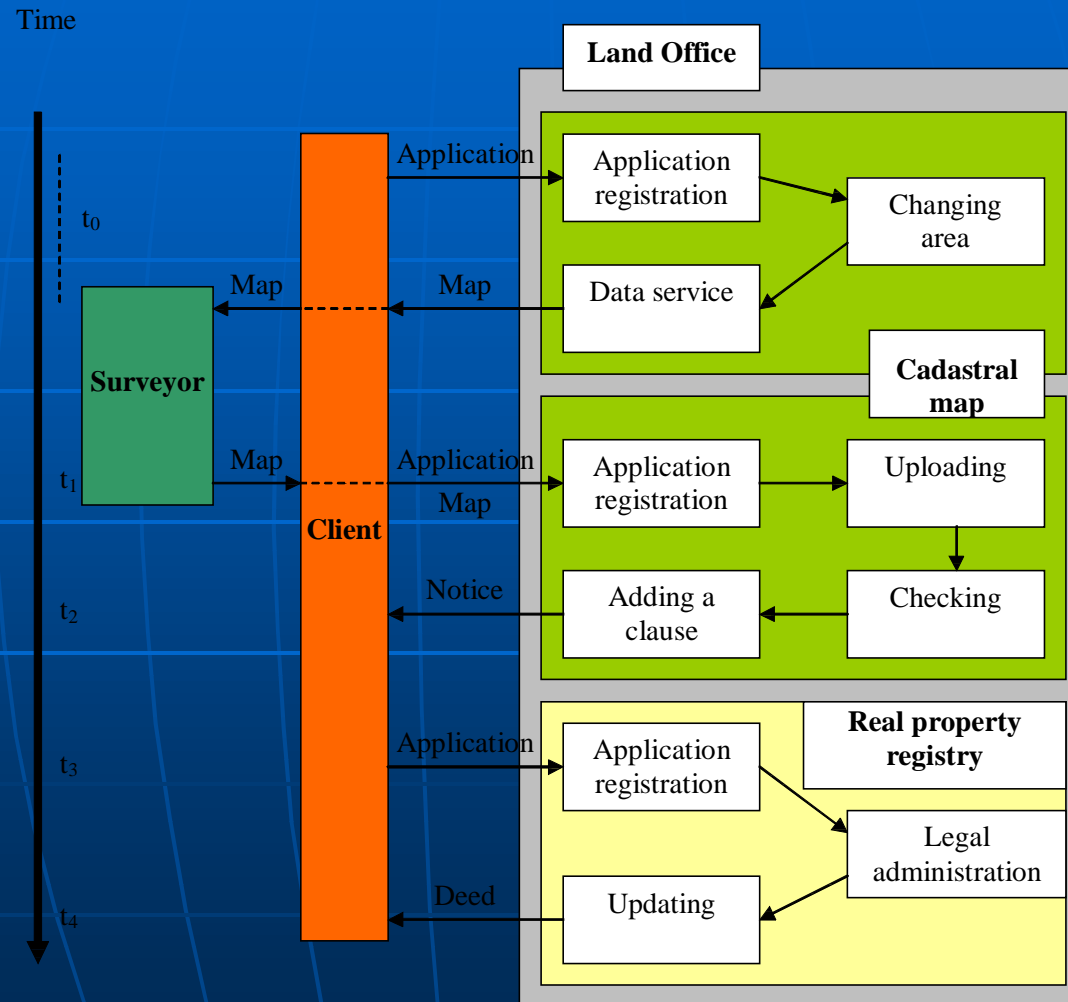 Time
Land Office
Application
Application
registration
Changing
area
t₀
Map
Map
Data service
Surveyor
Cadastral
map
Map
Application
Application
registration
Uploading
t₁
Map
Client
Notice
Adding a
clause
Checking
t₂
Real property
registry
Application
Application
registration
t₃
Legal
administration
Deed
Updating
t₄